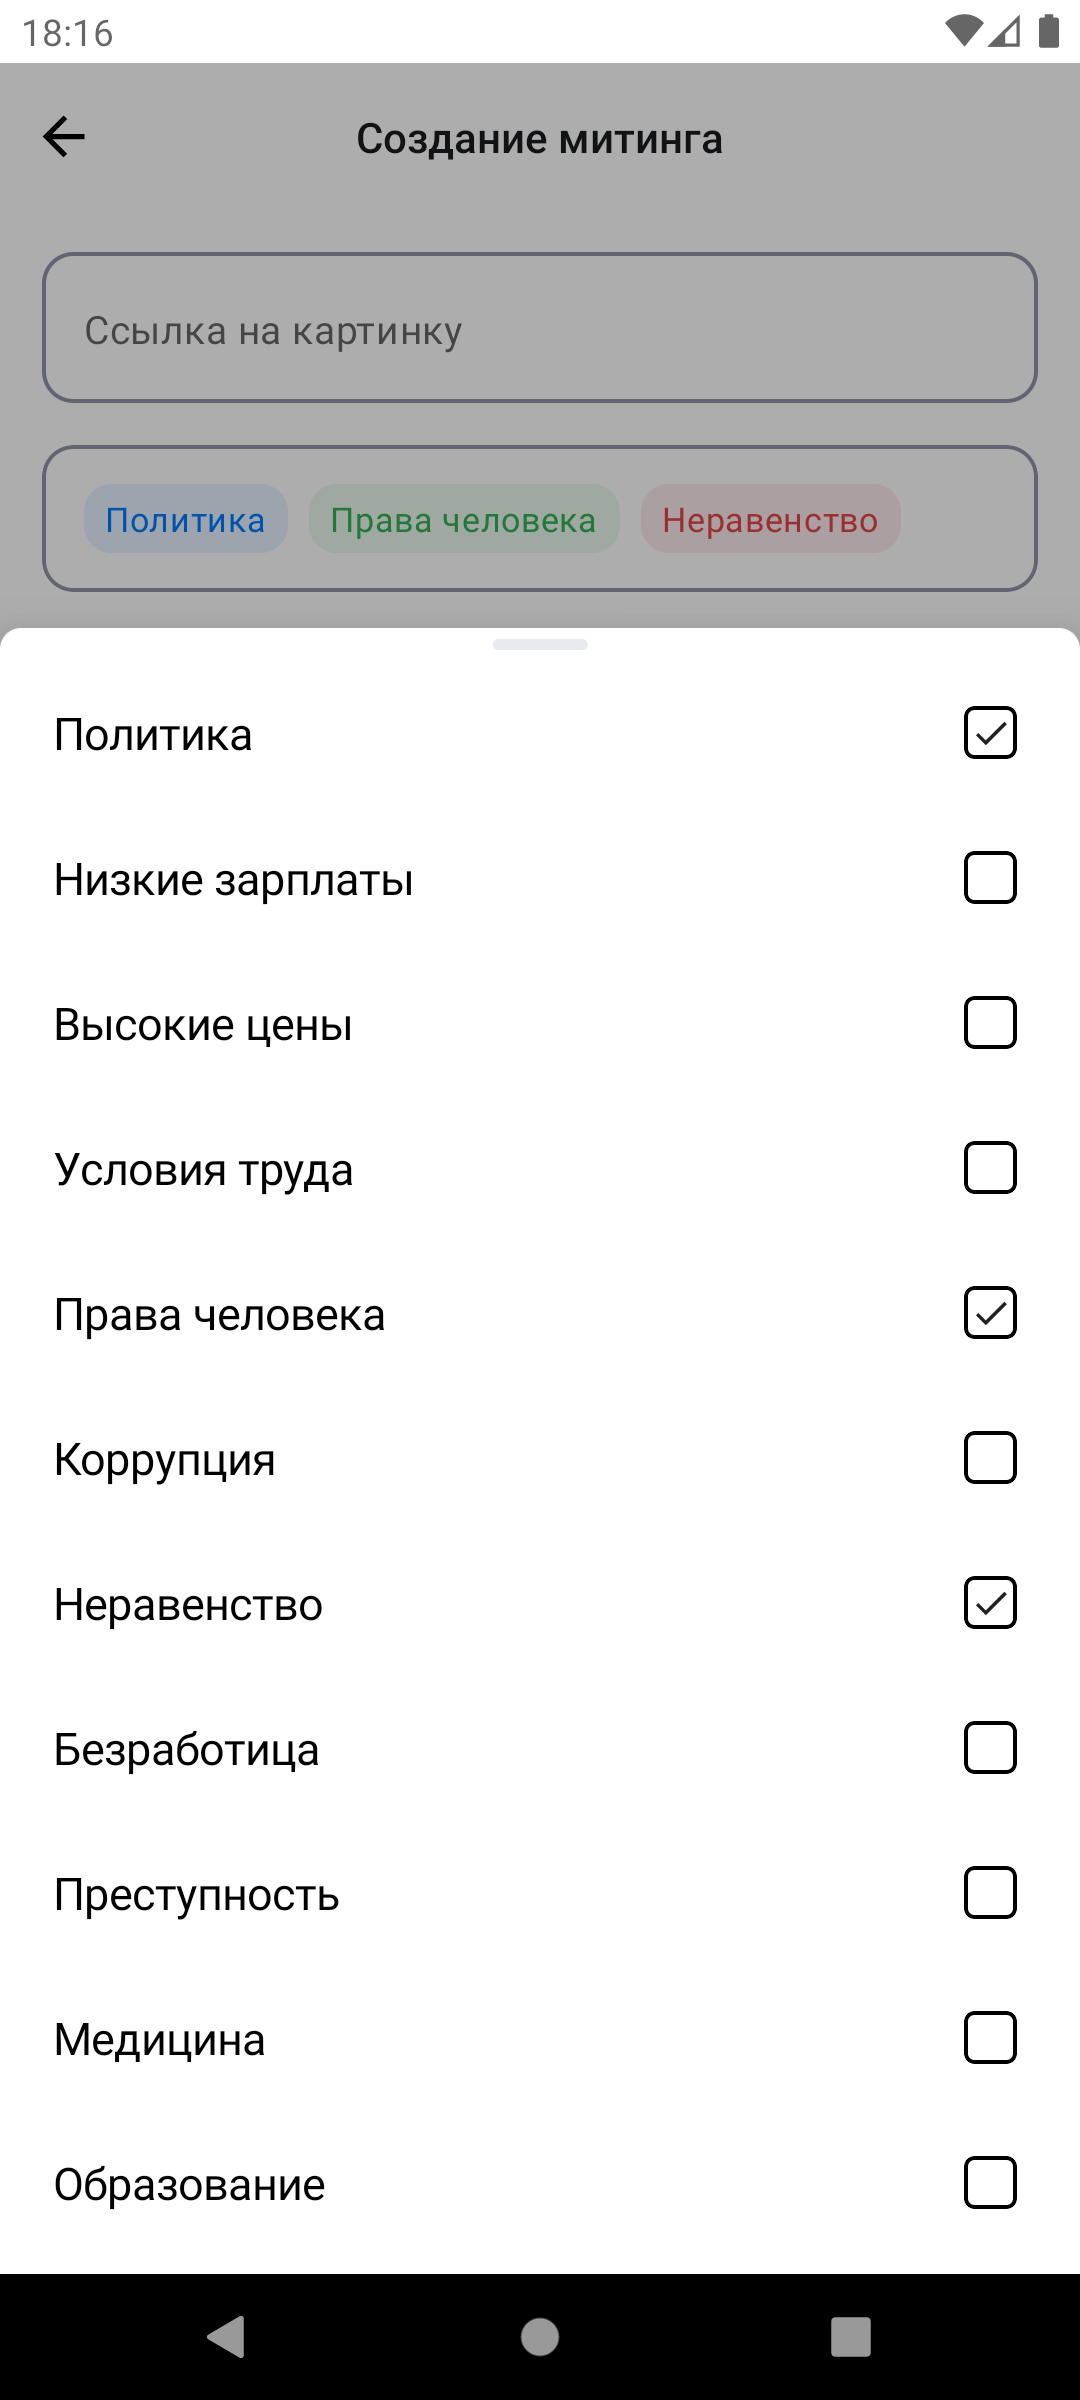 18:16
Создание митинга
Ссылка на картинку
Политика Права человека Неравенство
Политика
Низкие зарплаты
Высокие цены
Условия труда
Права человека
Коррупция
Неравенство
Безработица
Преступность
Медицина
Образование